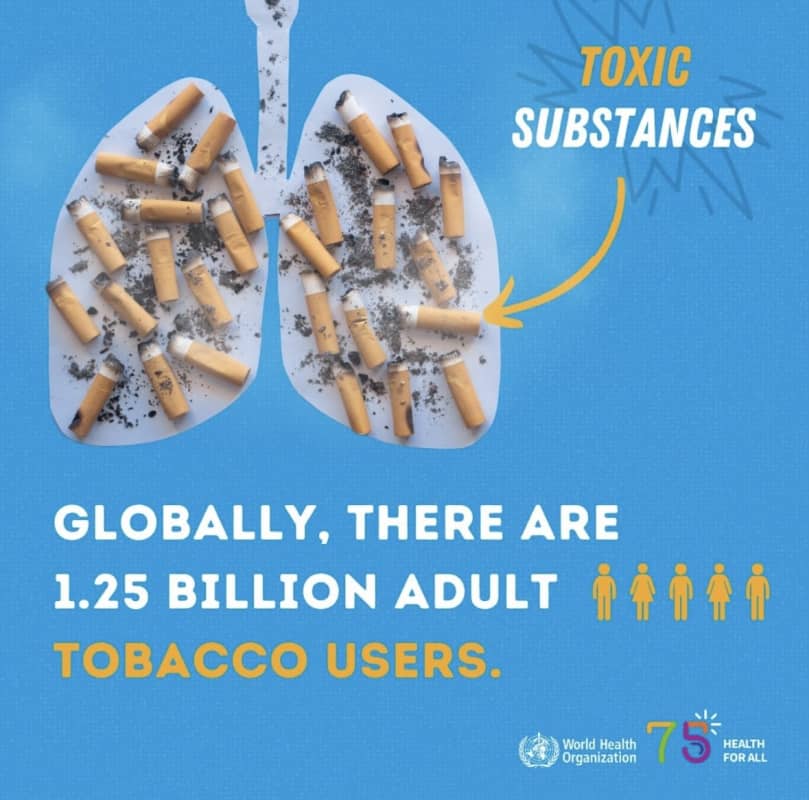 TOXIC
SUBSTANCES
GLOBALLY, THERE ARE
1.25 BILLION ADULT
TOBACCO USERS.
World Health
Organization
75
HEALTH
FOR ALL